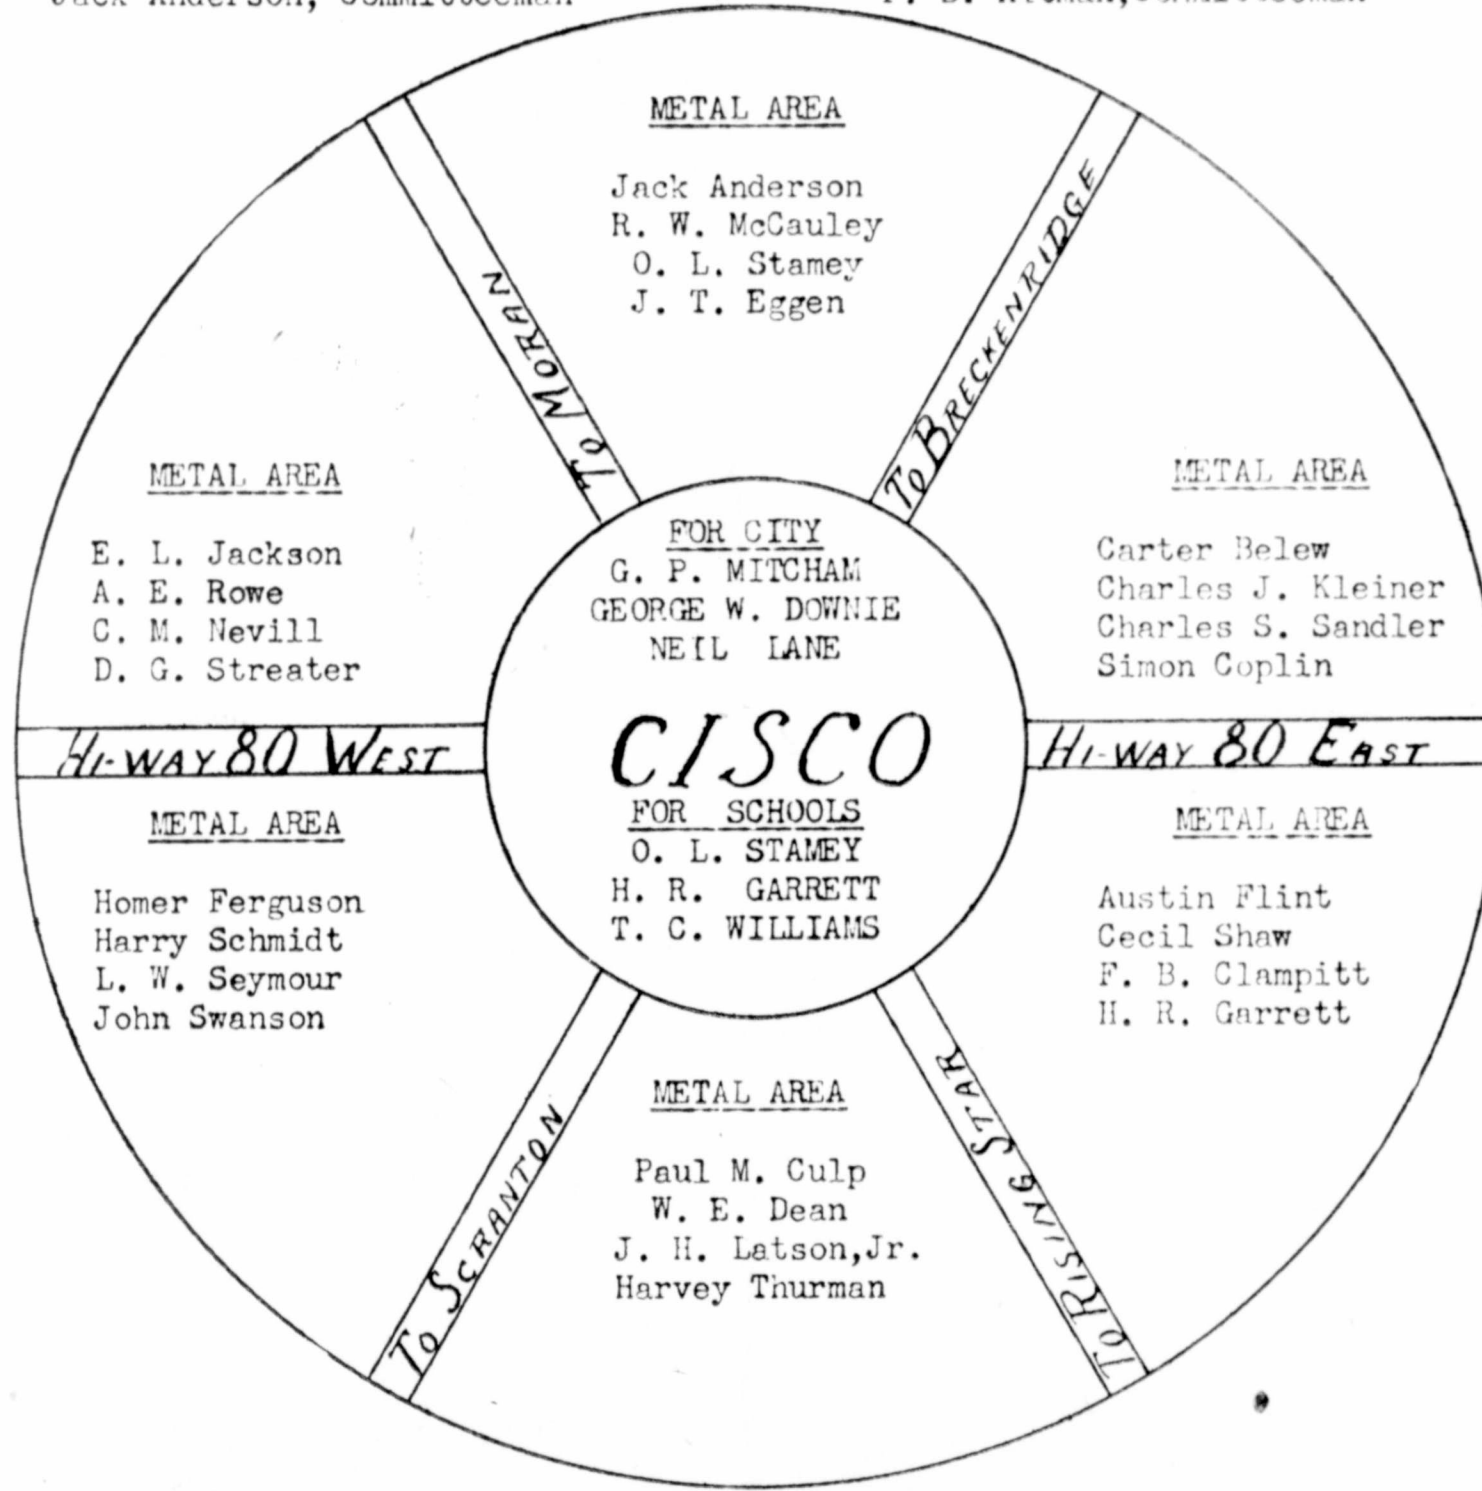 Jack Anderson, Committeeman
METAL AREA
Jack Anderson
R. W. McCauley
O. L. Stamey
J. T. Eggen
TO MORAN
TO BRECKENRIDGE
METAL AREA
E. L. Jackson
A. E. Rowe
C. M. Nevill
D. G. Streater
FOR CITY
G. P. MITCHAM
GEORGE W. DOWNIE
NEIL LANE
METAL AREA
Carter Belew
Charles J. Kleiner
Charles S. Sandler
Simon Coplin
HI-WAY 80 WEST
CISCO
HI-WAY 80 EAST
METAL AREA
Homer Ferguson
Harry Schmidt
L. W. Seymour
John Swanson
FOR SCHOOLS
O. L. STAMEY
H. R. GARRETT
T. C. WILLIAMS
METAL AREA
Austin Flint
Cecil Shaw
F. B. Clampitt
H. R. Garrett
TO SCRANTON
METAL AREA
Paul M. Culp
W. E. Dean
J. H. Latson,Jr.
Harvey Thurman
TO RISING STAR